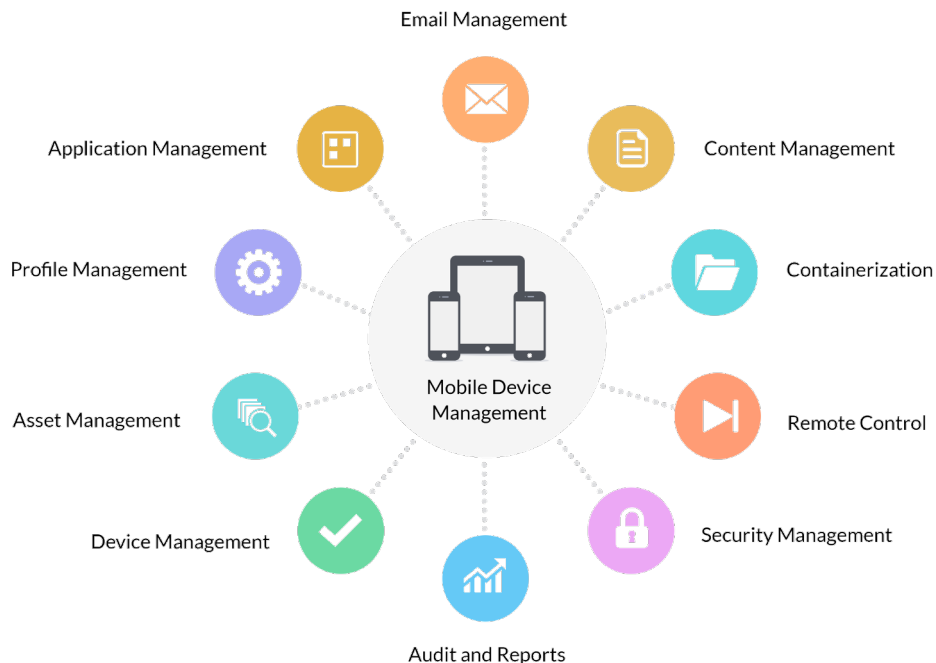 Email Management
Application Management
Content Management
Profile Management
Containerization
Mobile Device
Management
Asset Management
Remote Control
Device Management
Security Management
Audit and Reports